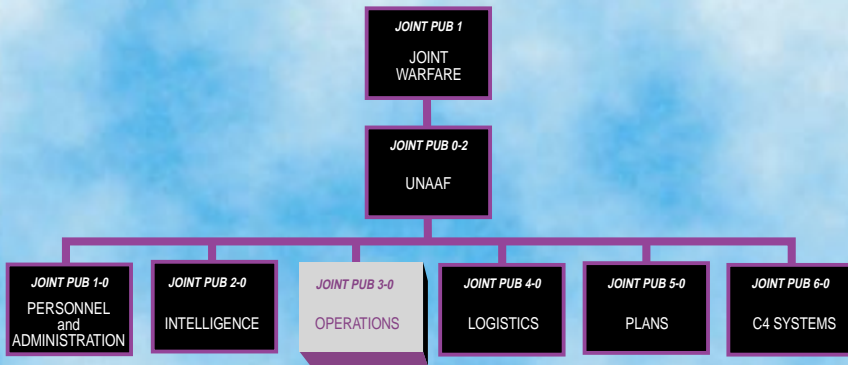 JOINT PUB 1
JOINT
WARFARE
JOINT PUB 0-2
UNAAF
JOINT PUB 1-0
PERSONNEL
and
ADMINISTRATION
JOINT PUB 2-0
INTELLIGENCE
JOINT PUB 3-0
OPERATIONS
JOINT PUB 4-0
LOGISTICS
JOINT PUB 5-0
PLANS
JOINT PUB 6-0
C4 SYSTEMS